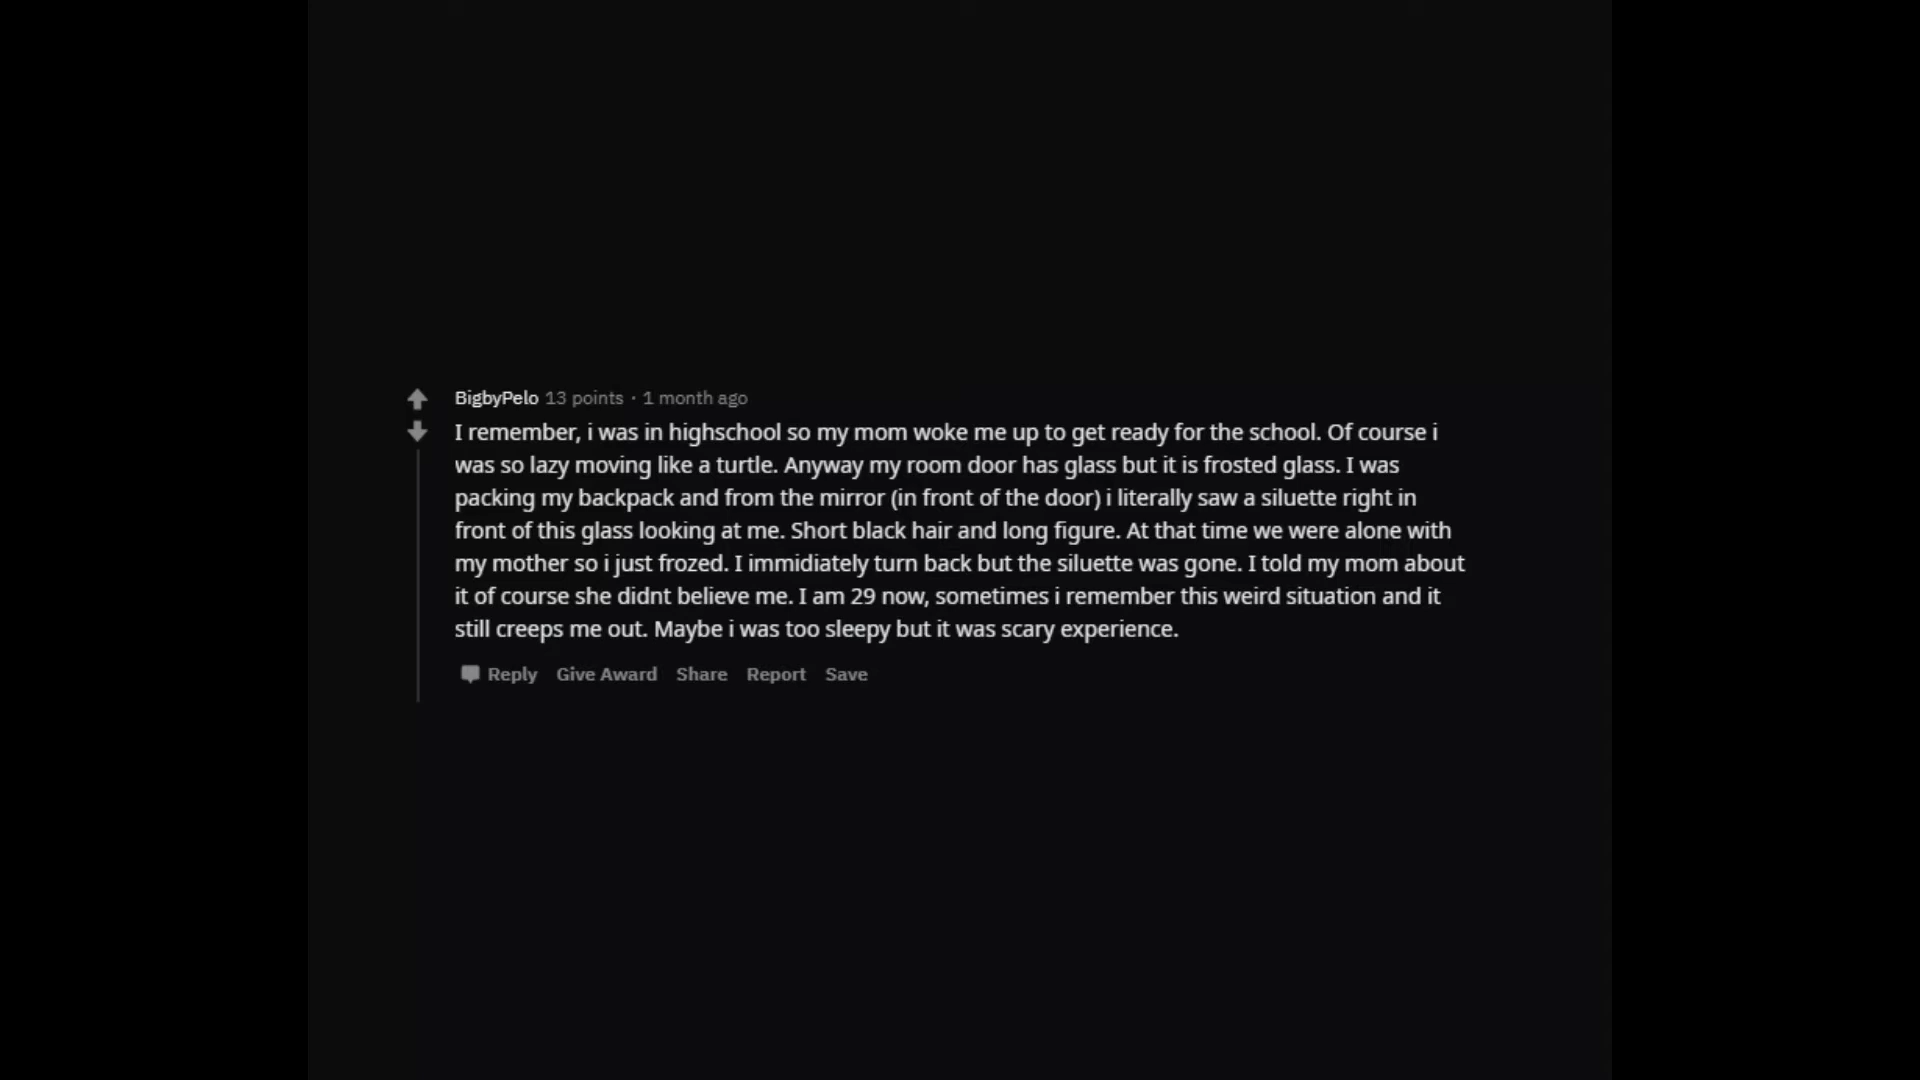 BigbyPelo 13 points · 1 month ago
I remember, i was in highschool so my mom woke me up to get ready for the school. Of course i
was so lazy moving like a turtle. Anyway my room door has glass but it is frosted glass. I was
packing my backpack and from the mirror (in front of the door) i literally saw a siluette right in
front of this glass looking at me. Short black hair and long figure. At that time we were alone with
my mother so i just frozed. I immidiately turn back but the siluette was gone. I told my mom about
it of course she didnt believe me. I am 29 now, sometimes i remember this weird situation and it
still creeps me out. Maybe i was too sleepy but it was scary experience.
Reply Give Award Share Report Save